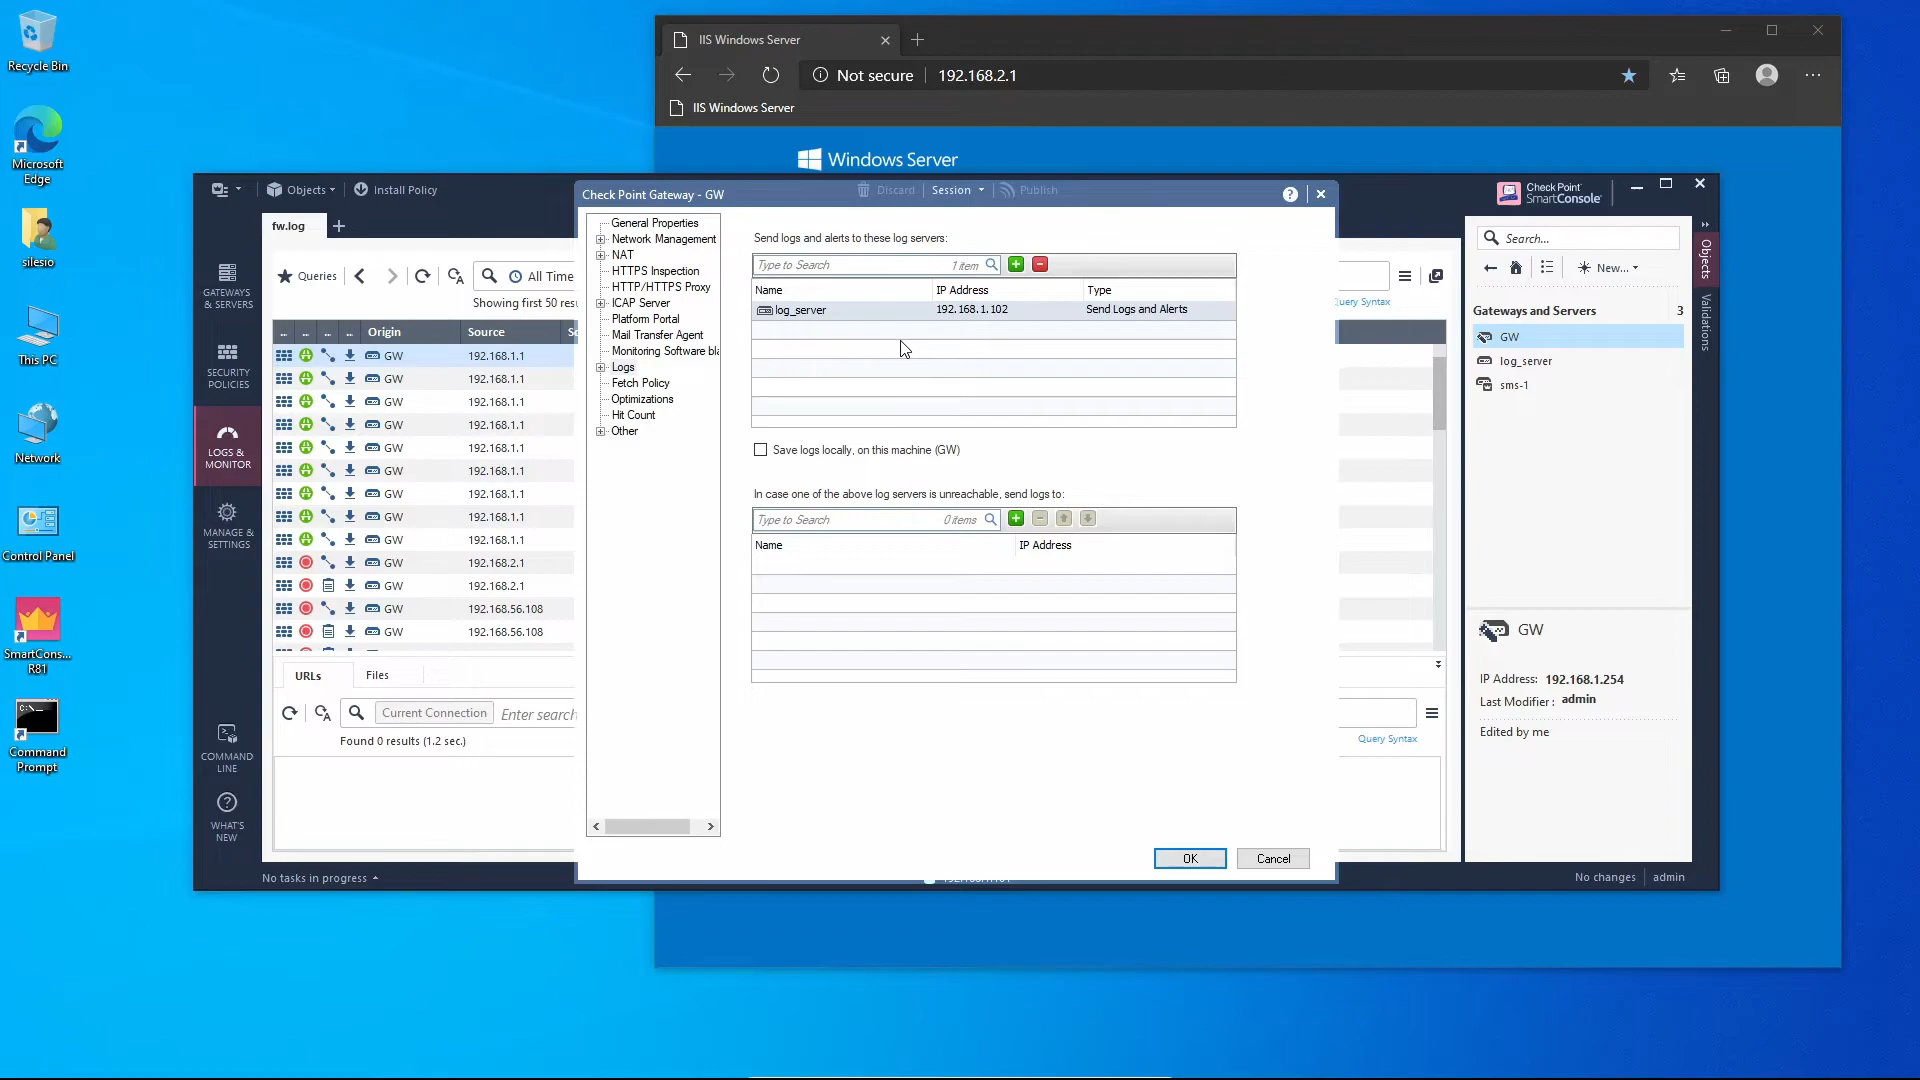 Recycle Bin
Microsoft
Edge
silesio
This PC
Network
Control Panel
SmartCons...
R81
Command
Prompt
IIS Windows Server
Not secure
192.168.2.1
IIS Windows Server
Windows Server
Objects
Install Policy
Discard
Session
Publish
Check Point
SmartConsole
fw.log
Queries
All Time
Showing first 50 resu
Query Syntax
GATEWAYS
& SERVERS
SECURITY
POLICIES
LOGS &
MONITOR
MANAGE &
SETTINGS
COMMAND
LINE
WHAT'S
NEW
... ... ... ... Origin Source
GW 192.168.1.1
GW 192.168.1.1
GW 192.168.1.1
GW 192.168.1.1
GW 192.168.1.1
GW 192.168.1.1
GW 192.168.1.1
GW 192.168.1.1
GW 192.168.1.1
GW 192.168.2.1
GW 192.168.2.1
GW 192.168.56.108
GW 192.168.56.108
URLs
Files
Current Connection
Enter search
Query Syntax
Found 0 results (1.2 sec.)
No tasks in progress
No changes
admin
Check Point Gateway - GW
General Properties
Network Management
NAT
HTTPS Inspection
HTTP/HTTPS Proxy
ICAP Server
Platform Portal
Mail Transfer Agent
Monitoring Software bla
Logs
Fetch Policy
Optimizations
Hit Count
Other
Send logs and alerts to these log servers:
Type to Search 1 item
Name IP Address Type
log_server 192.168.1.102 Send Logs and Alerts
Save logs locally, on this machine (GW)
In case one of the above log servers is unreachable, send logs to:
Type to Search 0 items
Name IP Address
OK
Cancel
Search...
New...
Objects
Validations
Gateways and Servers 3
GW
log_server
sms-1
GW
IP Address: 192.168.1.254
Last Modifier : admin
Edited by me